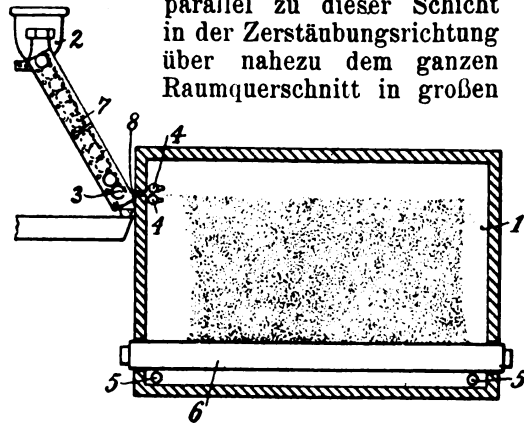 parallel zu dieser Schicht
in der Zerstäubungsrichtung
über nahezu dem ganzen
Raumquerschnitt in großen
2
7
8
4
3
4
1
5
5
6